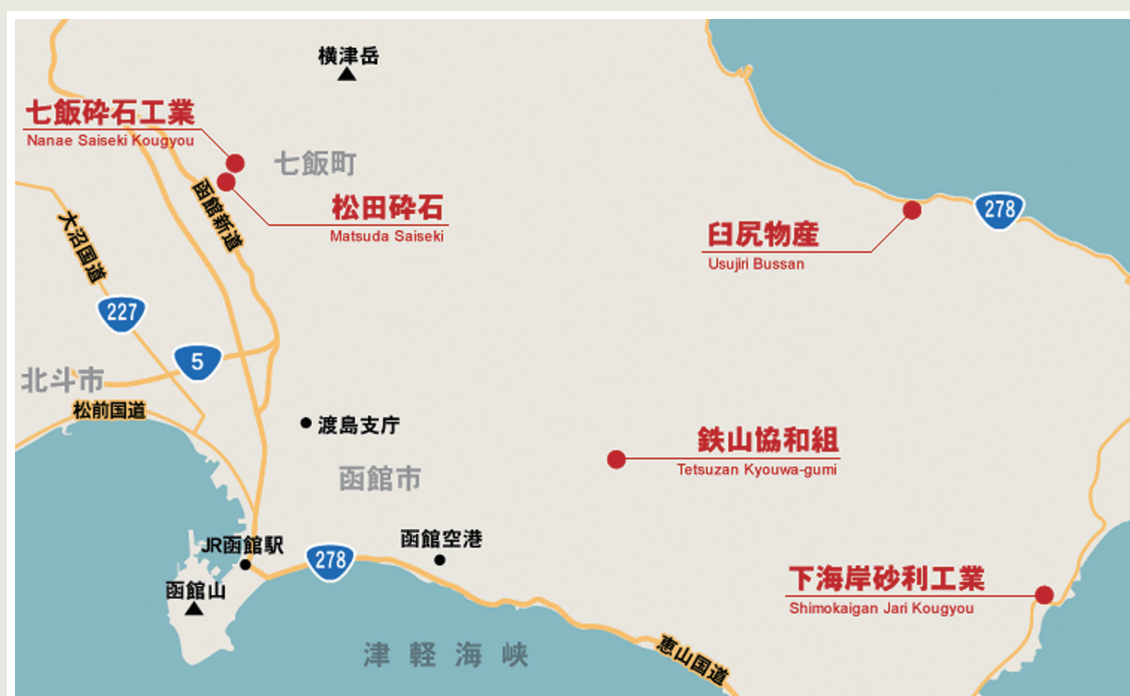 横津岳
七飯砕石工業
Nanae Saiseki Kougyou
七飯町
函館新道
松田砕石
Matsuda Saiseki
大沼国道
臼尻物産
Usujiri Bussan
278
227
5
北斗市
松前国道
渡島支庁
鉄山協和組
Tetsuzan Kyouwa-gumi
函館市
JR函館駅
278
函館空港
函館山
下海岸砂利工業
Shimokaigan Jari Kougyou
津軽海峡
恵山国道